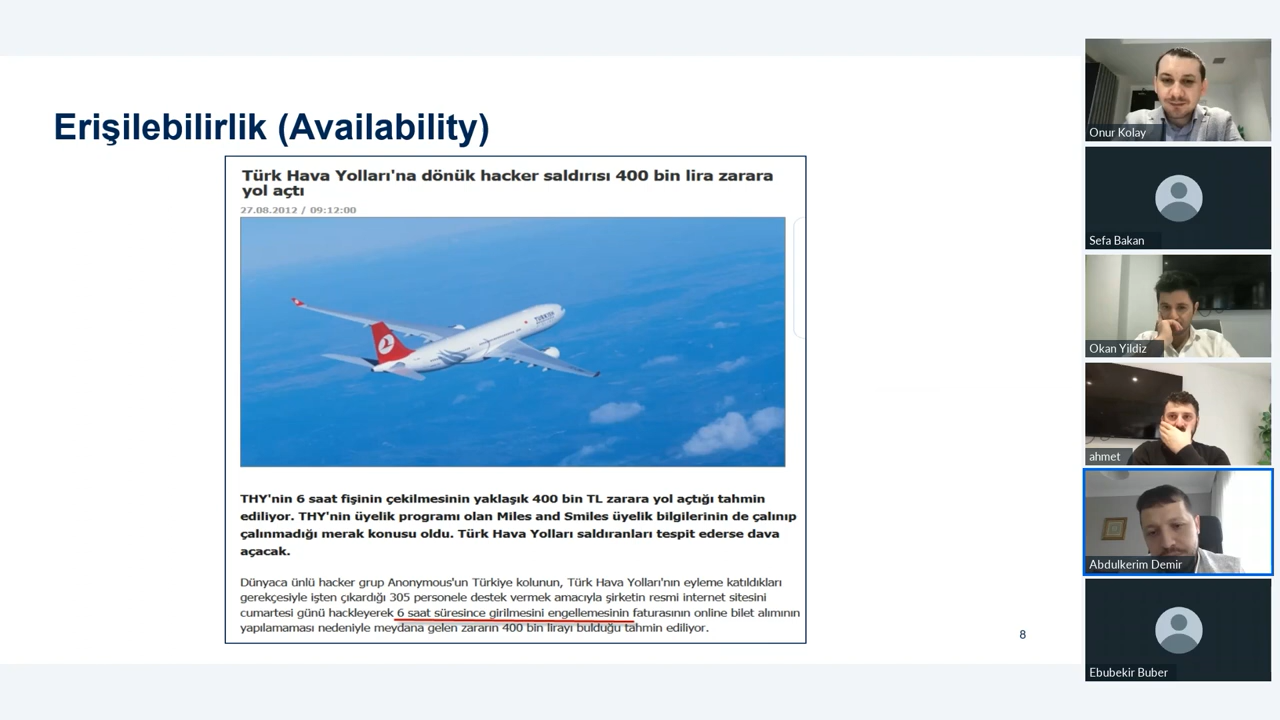 Erişilebilirlik (Availability)
Türk Hava Yolları'na dönük hacker saldırısı 400 bin lira zarara
yol açtı
27.08.2012 / 09:12:00
TURKISH
THY'nin 6 saat fişinin çekilmesinin yaklaşık 400 bin TL zarara yol açtığı tahmin
ediliyor. THY'nin üyelik programı olan Miles and Smiles üyelik bilgilerinin de çalınıp
çalınmadığı merak konusu oldu. Türk Hava Yolları saldıranları tespit ederse dava
açacak.
Dünyaca ünlü hacker grup Anonymous'un Türkiye kolunun, Türk Hava Yolları'nın eyleme katıldıkları
gerekçesiyle işten çıkardığı 305 personele destek vermek amacıyla şirketin resmi internet sitesini
cumartesi günü hackleyerek 6 saat süresince girilmesini engellemesinin faturasının online bilet alımının
yapılamaması nedeniyle meydana gelen zararın 400 bin lirayı bulduğu tahmin ediliyor.
8
Onur Kolay
Sefa Bakan
Okan Yildiz
ahmet
Abdulkerim Demir
Ebubekir Buber